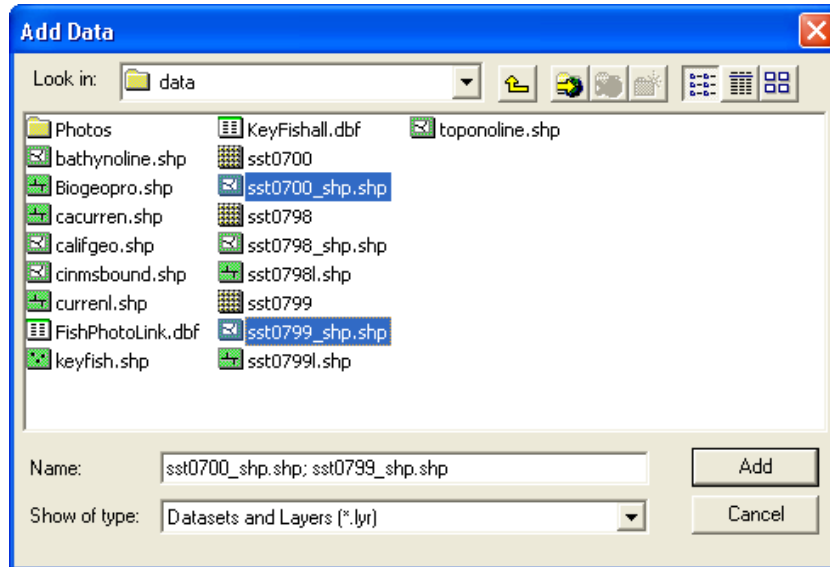 Add Data
Look in: data
Photos
bathynoline.shp
Biogeopro.shp
cacurren.shp
califgeo.shp
cinmsbound.shp
currenl.shp
FishPhotoLink.dbf
keyfish.shp
KeyFishall.dbf
sst0700
sst0700_shp.shp
sst0798
sst0798_shp.shp
sst0798l.shp
sst0799
sst0799_shp.shp
sst0799l.shp
toponoline.shp
Name: sst0700_shp.shp; sst0799_shp.shp
Add
Show of type: Datasets and Layers (*.lyr)
Cancel